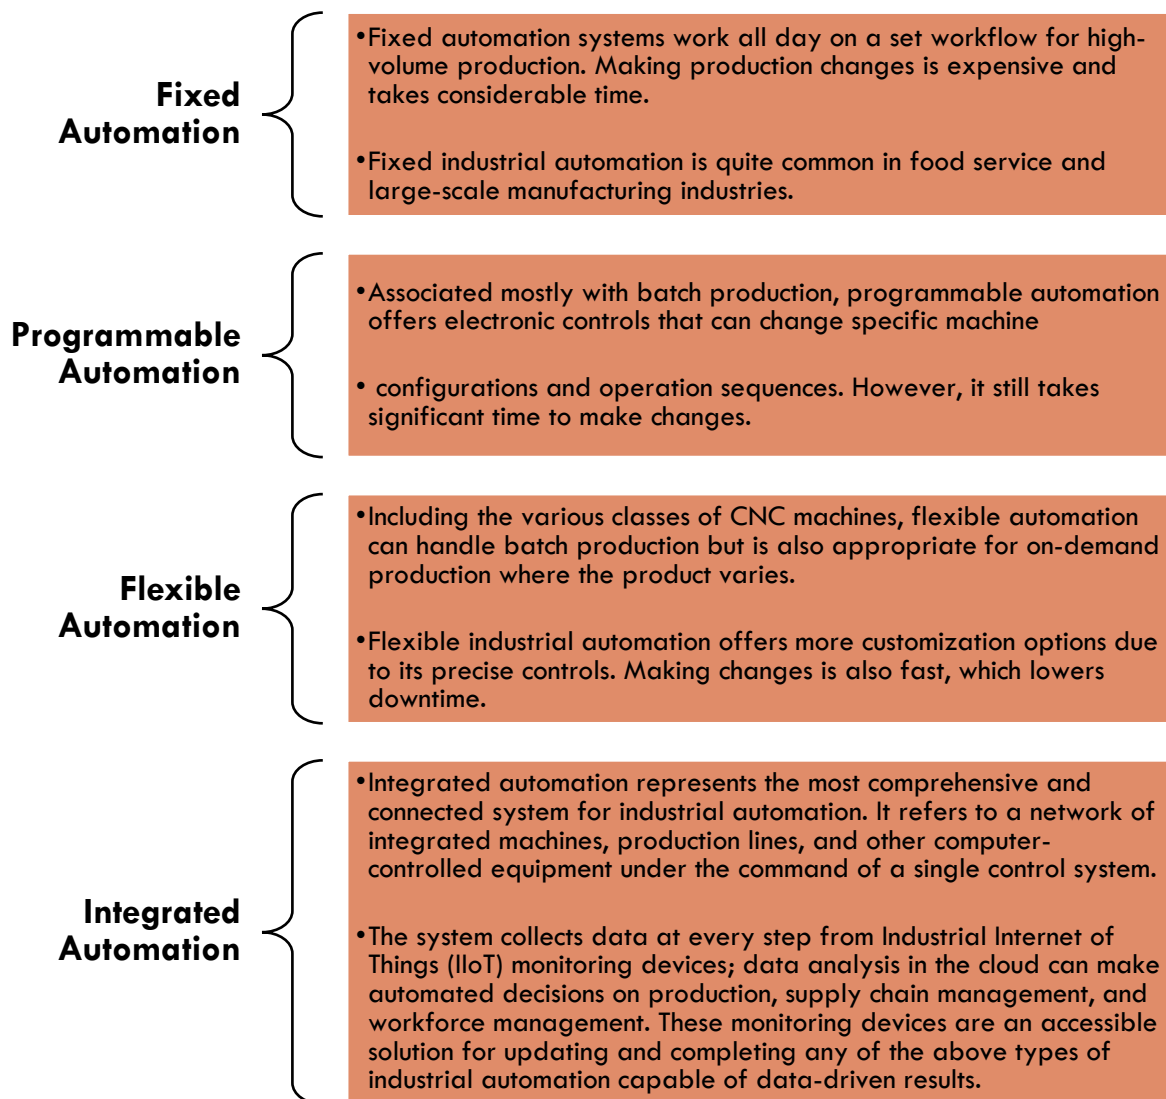 Fixed
Automation
•Fixed automation systems work all day on a set workflow for high-
volume production. Making production changes is expensive and
takes considerable time.
•Fixed industrial automation is quite common in food service and
large-scale manufacturing industries.
Programmable
Automation
•Associated mostly with batch production, programmable automation
offers electronic controls that can change specific machine
• configurations and operation sequences. However, it still takes
significant time to make changes.
Flexible
Automation
•Including the various classes of CNC machines, flexible automation
can handle batch production but is also appropriate for on-demand
production where the product varies.
•Flexible industrial automation offers more customization options due
to its precise controls. Making changes is also fast, which lowers
downtime.
Integrated
Automation
•Integrated automation represents the most comprehensive and
connected system for industrial automation. It refers to a network of
integrated machines, production lines, and other computer-
controlled equipment under the command of a single control system.
•The system collects data at every step from Industrial Internet of
Things (IIoT) monitoring devices; data analysis in the cloud can make
automated decisions on production, supply chain management, and
workforce management. These monitoring devices are an accessible
solution for updating and completing any of the above types of
industrial automation capable of data-driven results.